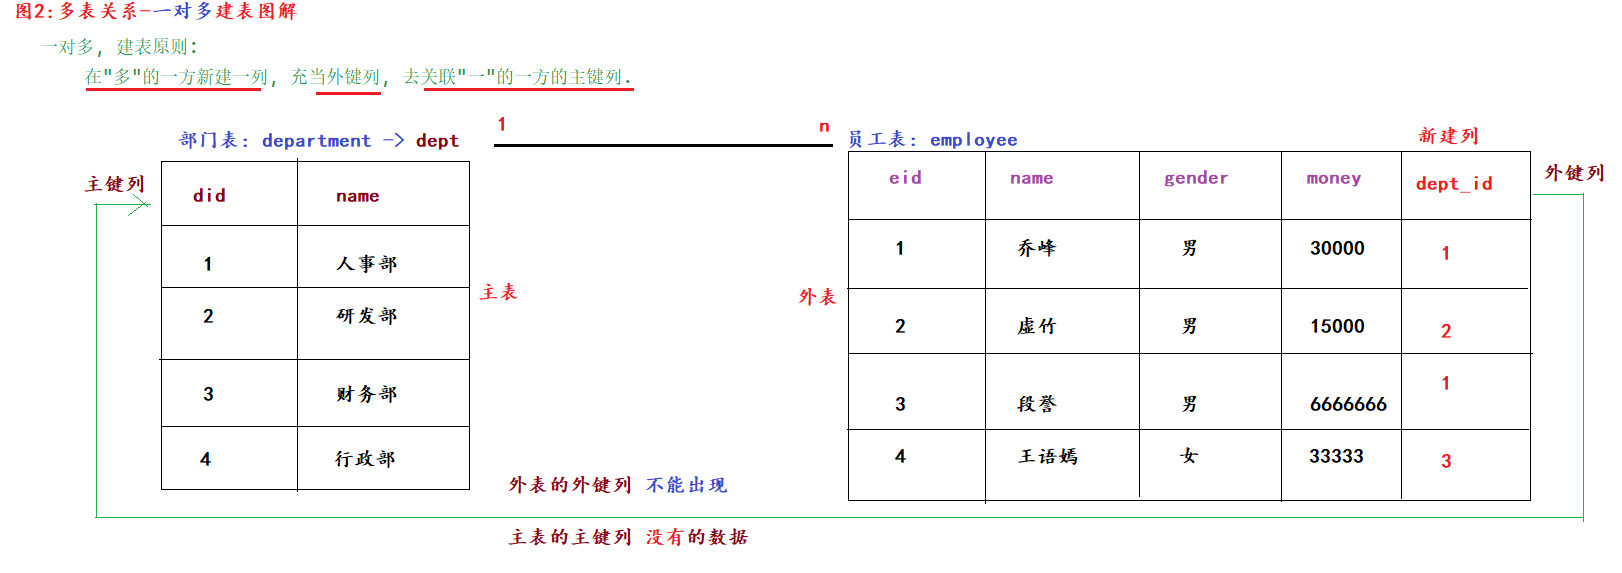 图2:多表关系-一对多建表图解
一对多, 建表原则:
在"多"的一方新建一列, 充当外键列, 去关联"一"的一方的主键列.
部门表: department -> dept
1
n
员工表: employee
新建列
主键列
外键列
did name
1 人事部
2 研发部
3 财务部
4 行政部
主表
外表
eid name gender money dept_id
1 乔峰 男 30000 1
2 虚竹 男 15000 2
3 段誉 男 6666666 1
4 王语嫣 女 33333 3
外表的外键列 不能出现
主表的主键列 没有的数据